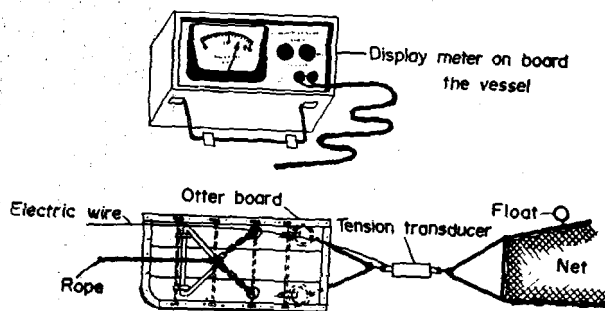 Display meter on board
the vessel
Otter board
Electric wire
Tension transducer
Float
Net
Rope